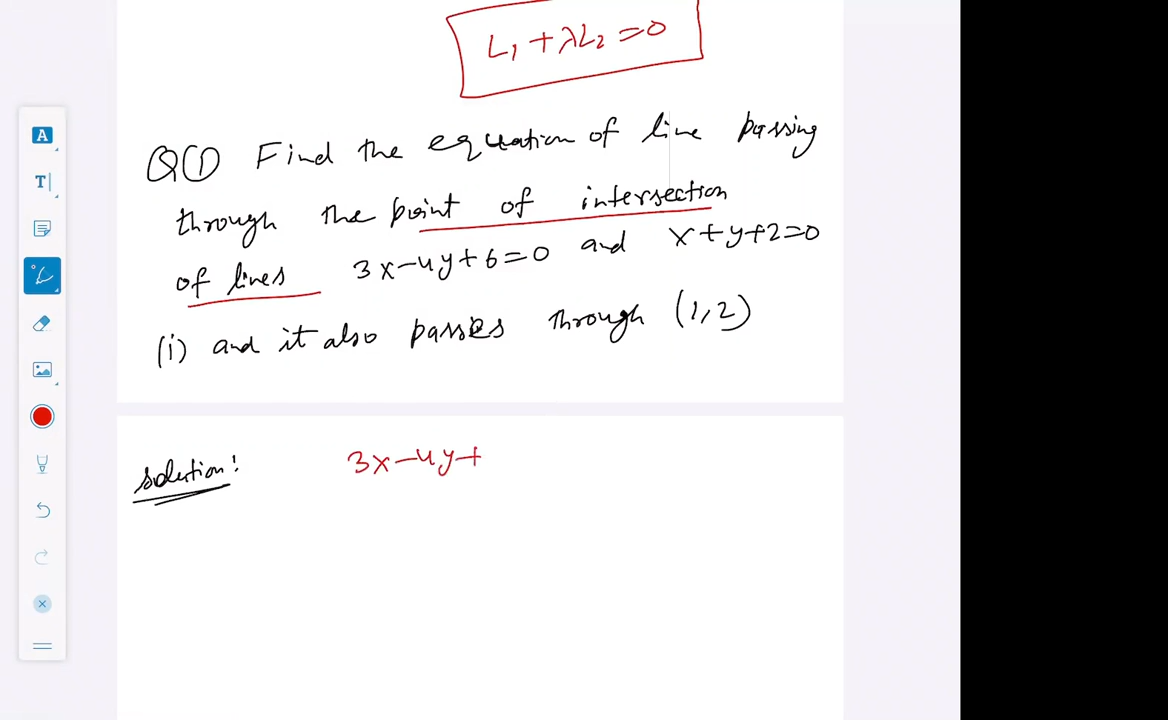 L₁ + λL₂ = 0
Q(1) Find the equation of line passing
through the point of intersection
of lines 3x-4y+6=0 and x+y+2=0
(i) and it also passes through (1,2)
solution! 3x-4y+
A
T|